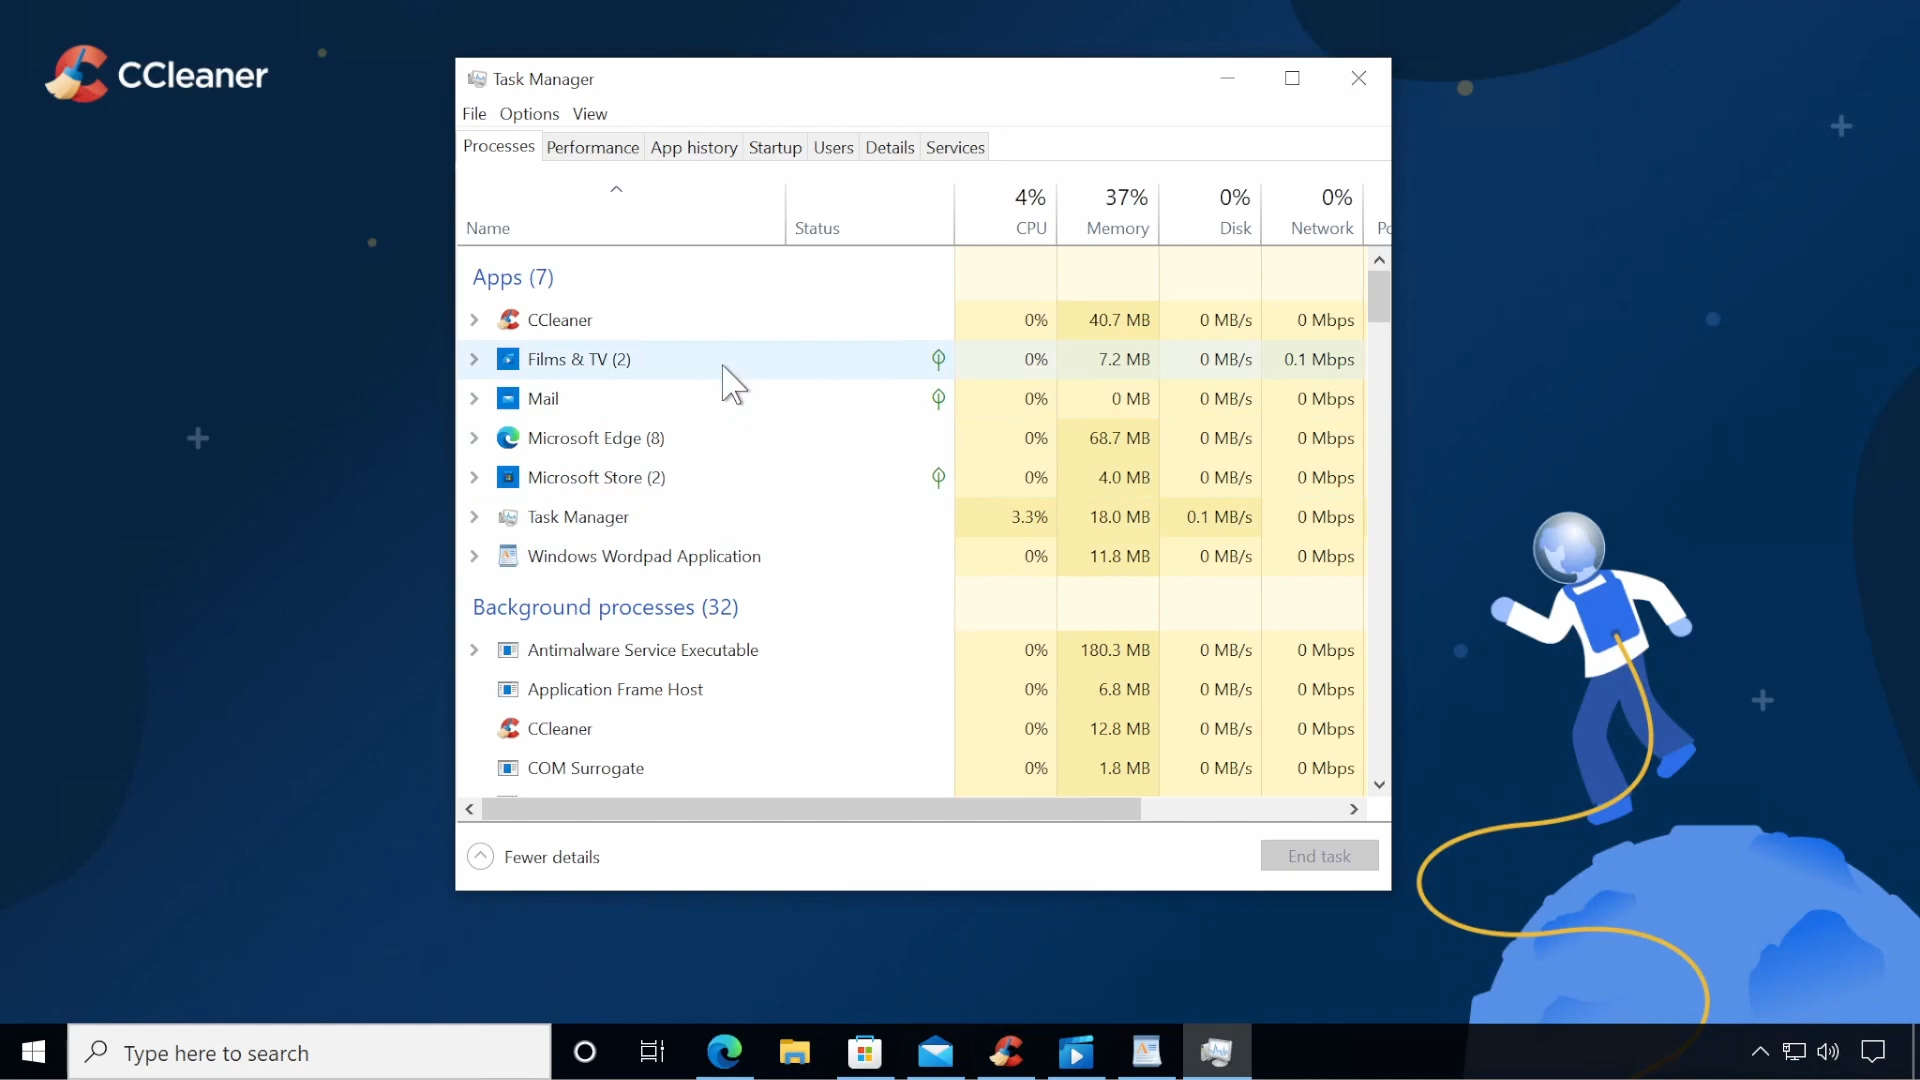 CCleaner
Task Manager
File Options View
Processes Performance App history Startup Users Details Services
4% 37% 0% 0%
Name Status CPU Memory Disk Network Po
Apps (7)
CCleaner 0% 40.7 MB 0 MB/s 0 Mbps
Films & TV (2) 0% 7.2 MB 0 MB/s 0.1 Mbps
Mail 0% 0 MB 0 MB/s 0 Mbps
Microsoft Edge (8) 0% 68.7 MB 0 MB/s 0 Mbps
Microsoft Store (2) 0% 4.0 MB 0 MB/s 0 Mbps
Task Manager 3.3% 18.0 MB 0.1 MB/s 0 Mbps
Windows Wordpad Application 0% 11.8 MB 0 MB/s 0 Mbps
Background processes (32)
Antimalware Service Executable 0% 180.3 MB 0 MB/s 0 Mbps
Application Frame Host 0% 6.8 MB 0 MB/s 0 Mbps
CCleaner 0% 12.8 MB 0 MB/s 0 Mbps
COM Surrogate 0% 1.8 MB 0 MB/s 0 Mbps
Fewer details End task
Type here to search